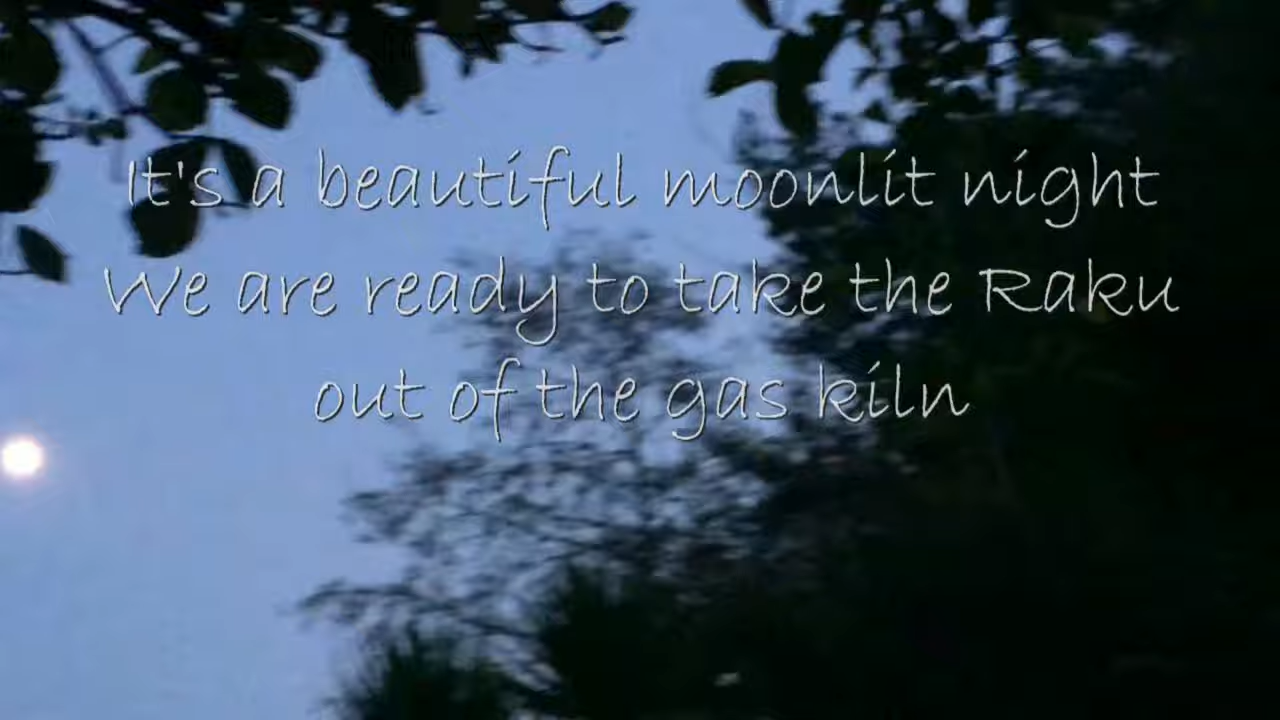 It's a beautiful moonlit night
We are ready to take the Raku
out of the gas kiln